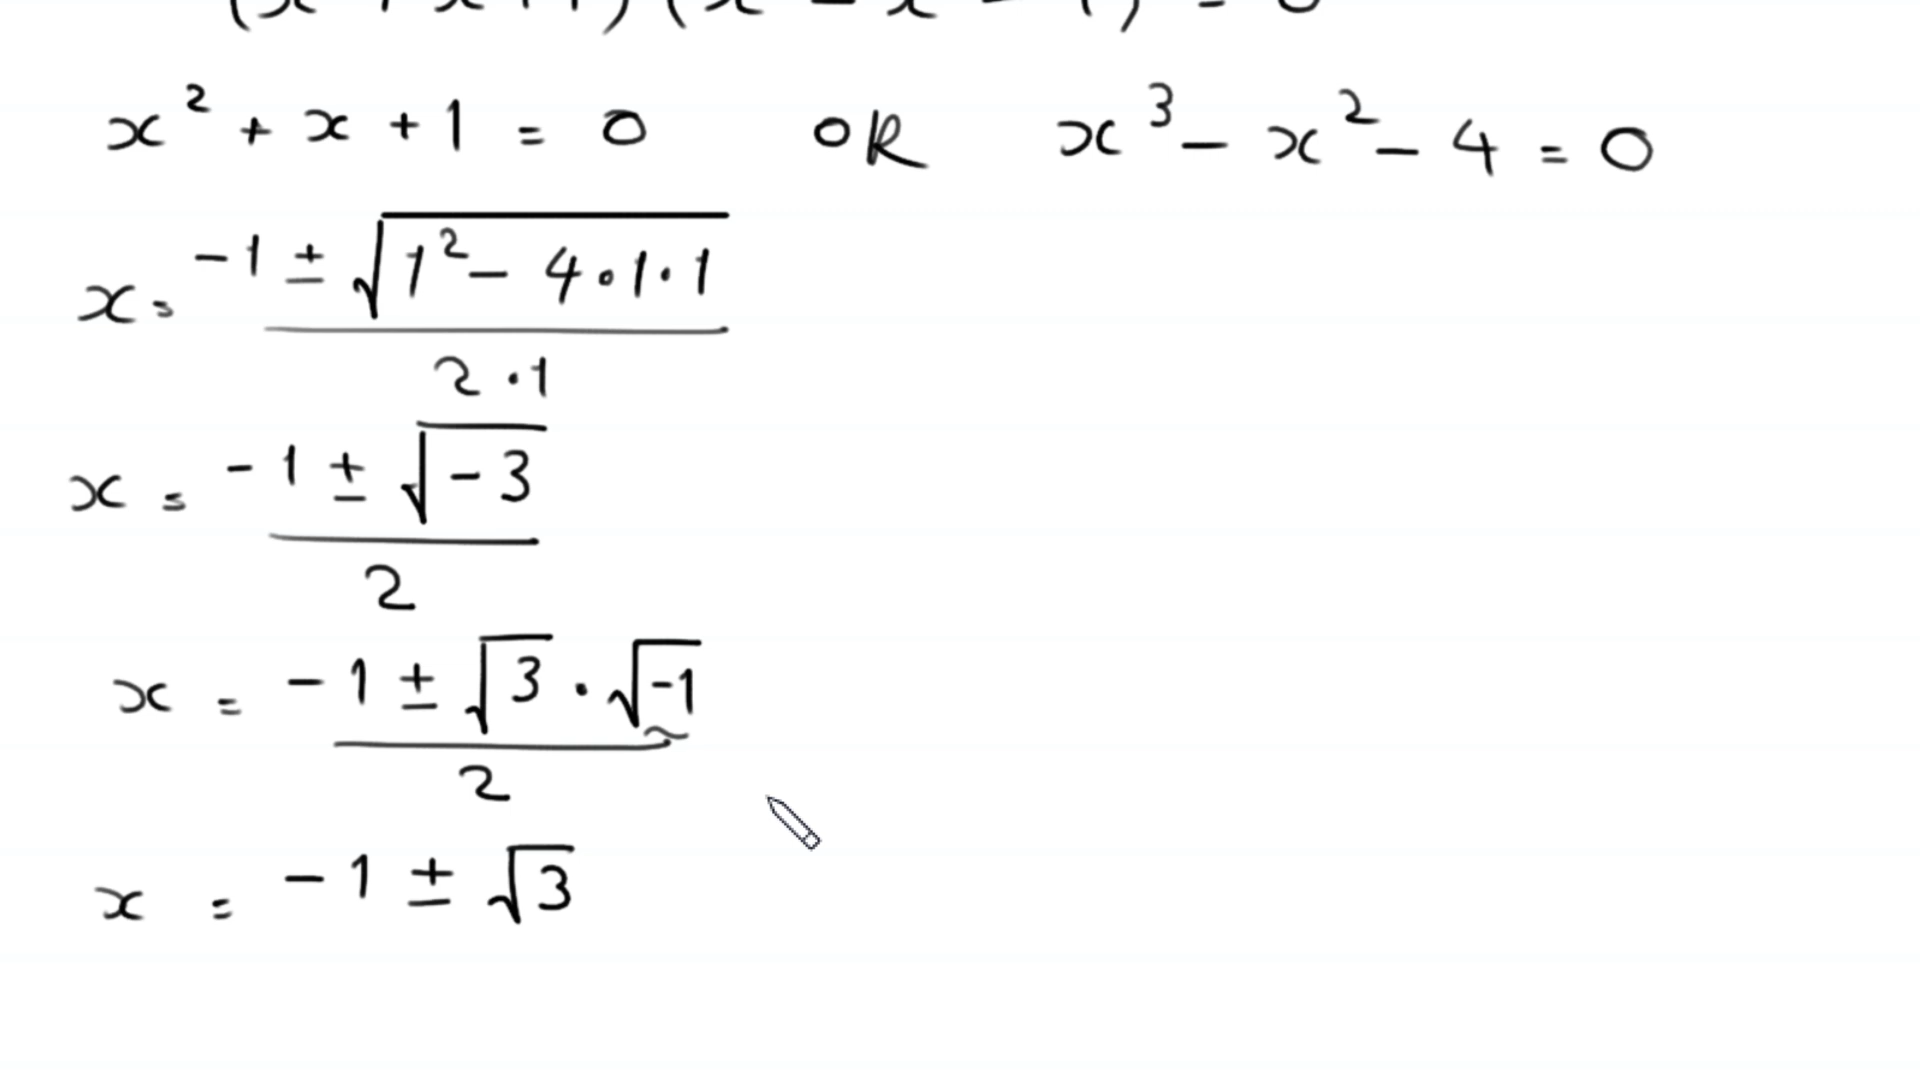 x² + x + 1 = 0 OR x³ - x² - 4 = 0
x = (-1 ± √(1² - 4·1·1)) / (2·1)
x = (-1 ± √(-3)) / 2
x = (-1 ± √3 · √(-1)) / 2
x = -1 ± √3